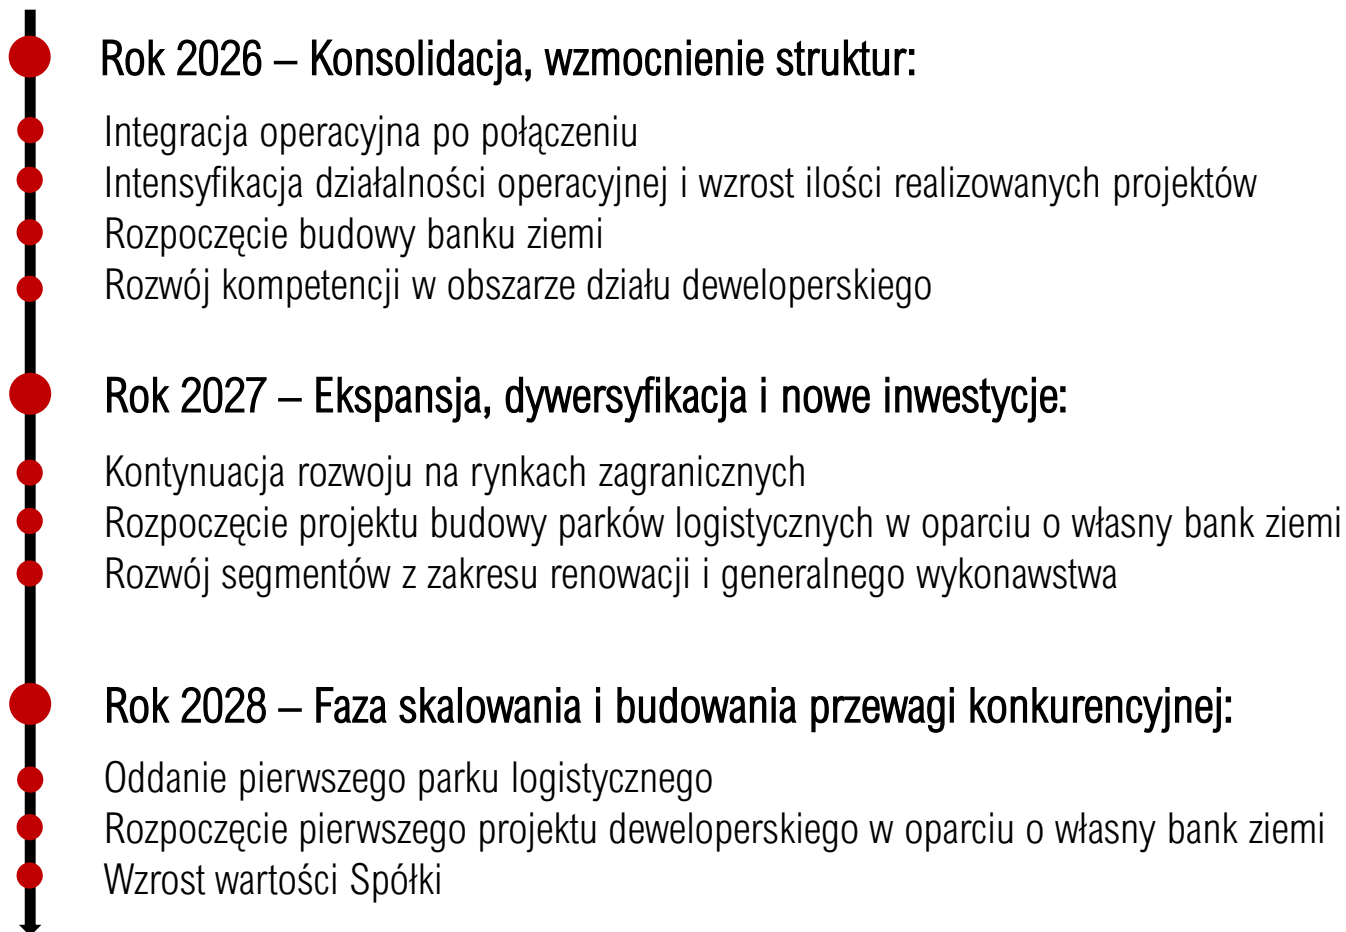 Rok 2026 – Konsolidacja, wzmocnienie struktur:
Integracja operacyjna po połączeniu
Intensyfikacja działalności operacyjnej i wzrost ilości realizowanych projektów
Rozpoczęcie budowy banku ziemi
Rozwój kompetencji w obszarze działu deweloperskiego
Rok 2027 – Ekspansja, dywersyfikacja i nowe inwestycje:
Kontynuacja rozwoju na rynkach zagranicznych
Rozpoczęcie projektu budowy parków logistycznych w oparciu o własny bank ziemi
Rozwój segmentów z zakresu renowacji i generalnego wykonawstwa
Rok 2028 – Faza skalowania i budowania przewagi konkurencyjnej:
Oddanie pierwszego parku logistycznego
Rozpoczęcie pierwszego projektu deweloperskiego w oparciu o własny bank ziemi
Wzrost wartości Spółki